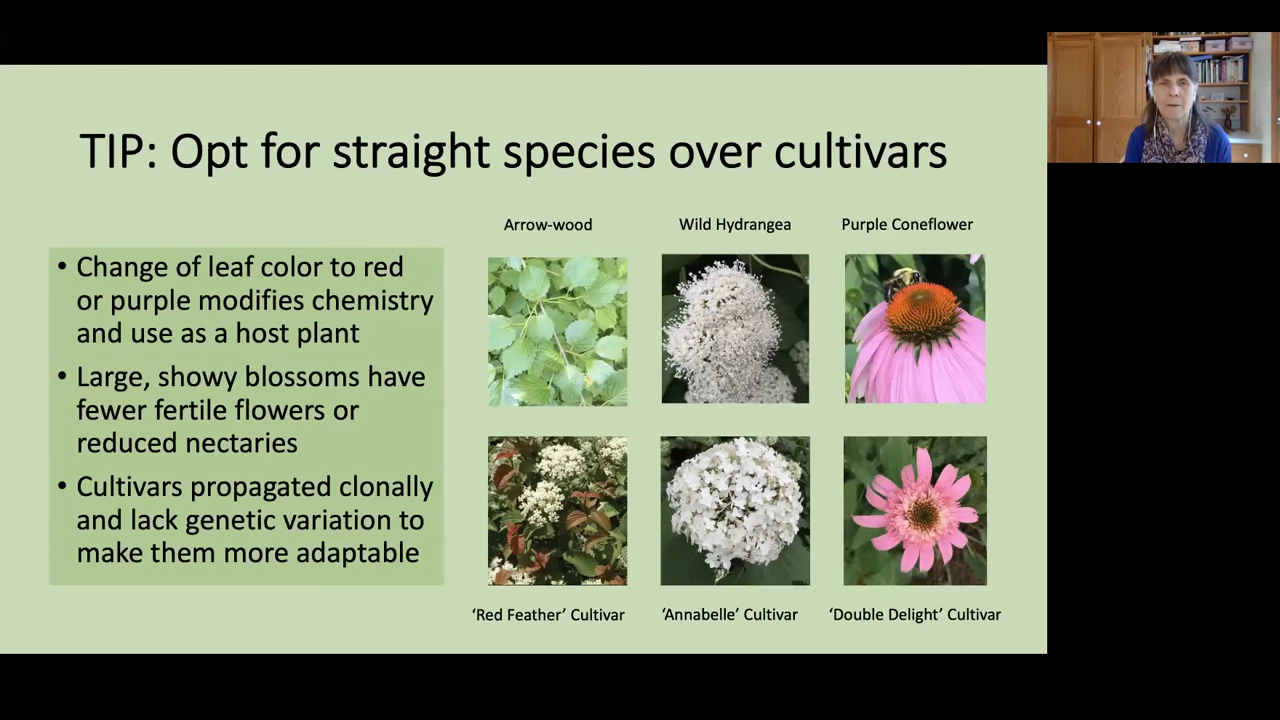 TIP: Opt for straight species over cultivars
Arrow-wood
Wild Hydrangea
Purple Coneflower
• Change of leaf color to red
or purple modifies chemistry
and use as a host plant
• Large, showy blossoms have
fewer fertile flowers or
reduced nectaries
• Cultivars propagated clonally
and lack genetic variation to
make them more adaptable
‘Red Feather’ Cultivar
‘Annabelle’ Cultivar
‘Double Delight’ Cultivar